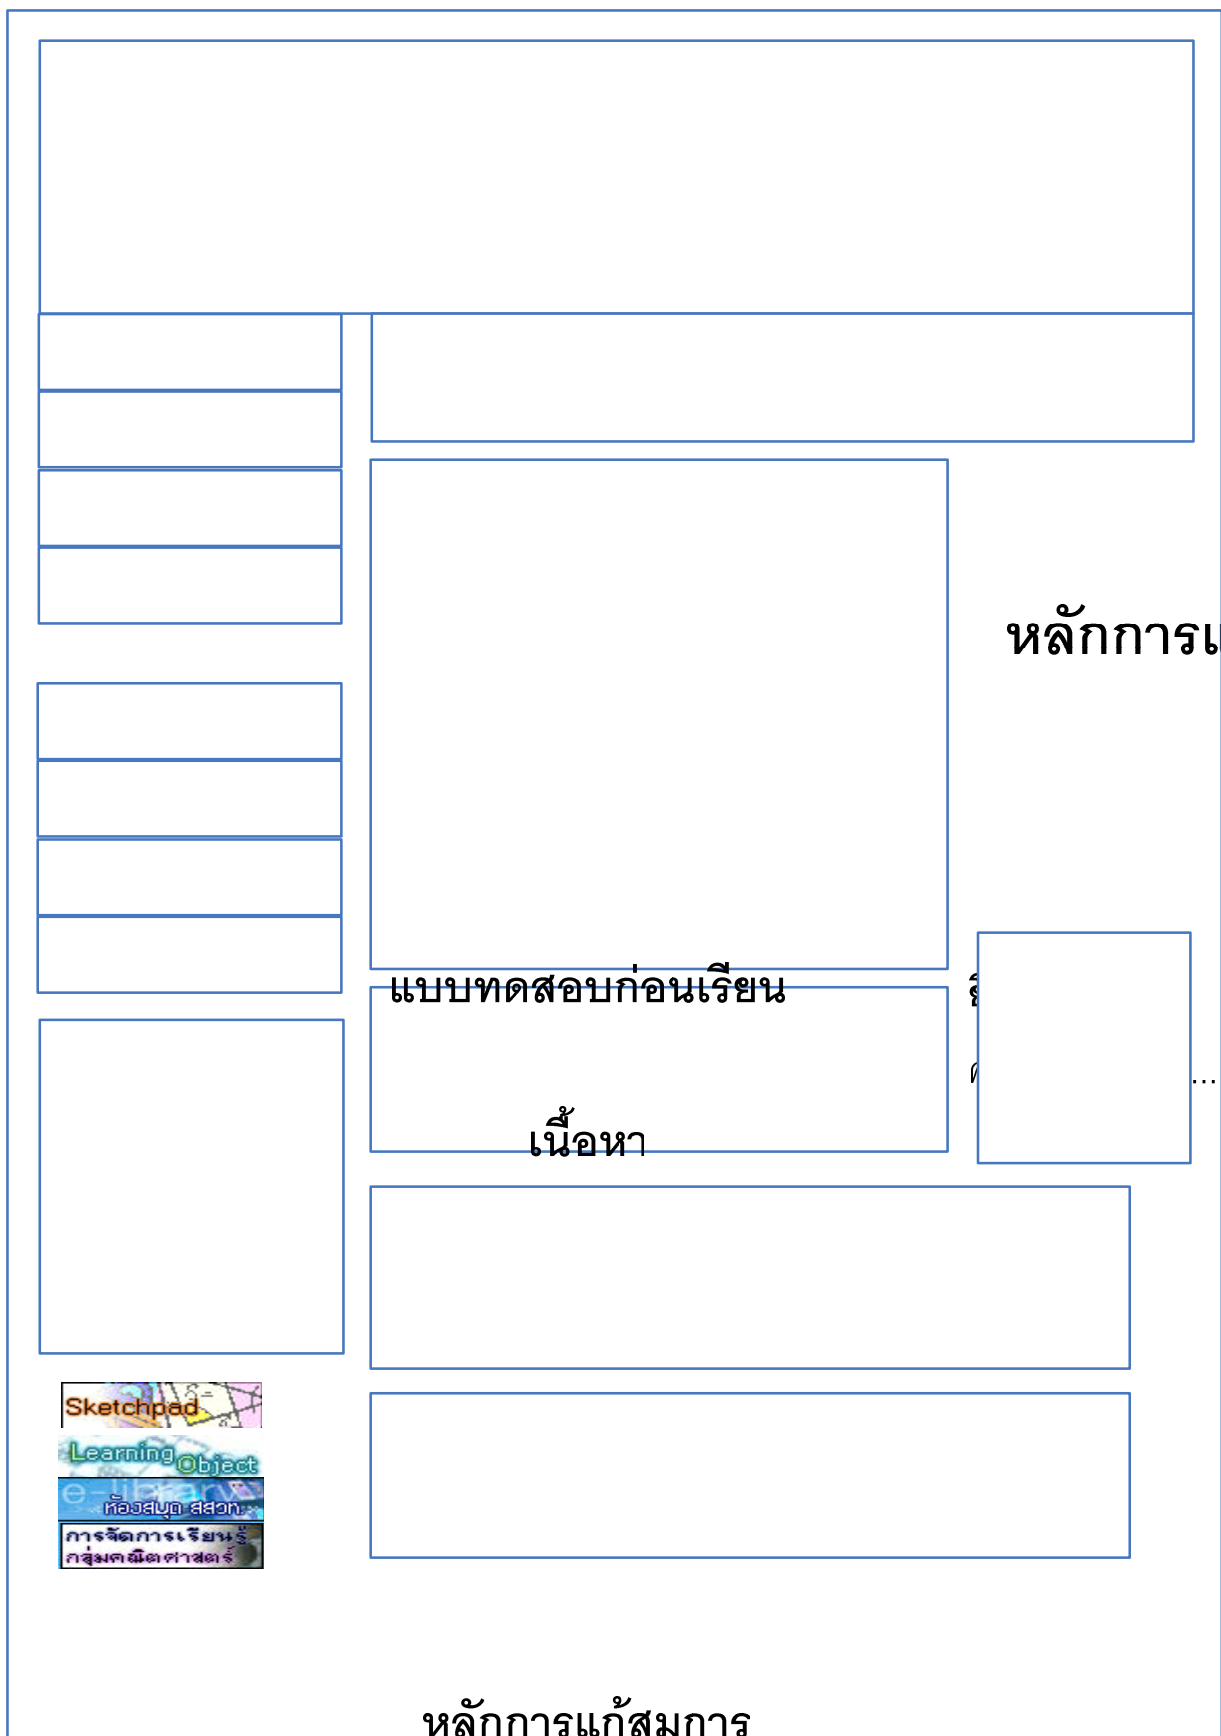 หลักการแ
แบบทดสอบก่อนเรียน
...
เนื้อหา
Sketchpad
Learning Object
e-library
ห้องสมุด สสวท.
การจัดการเรียนรู้
กลุ่มคณิตศาสตร์
หลักการแก้สมการ